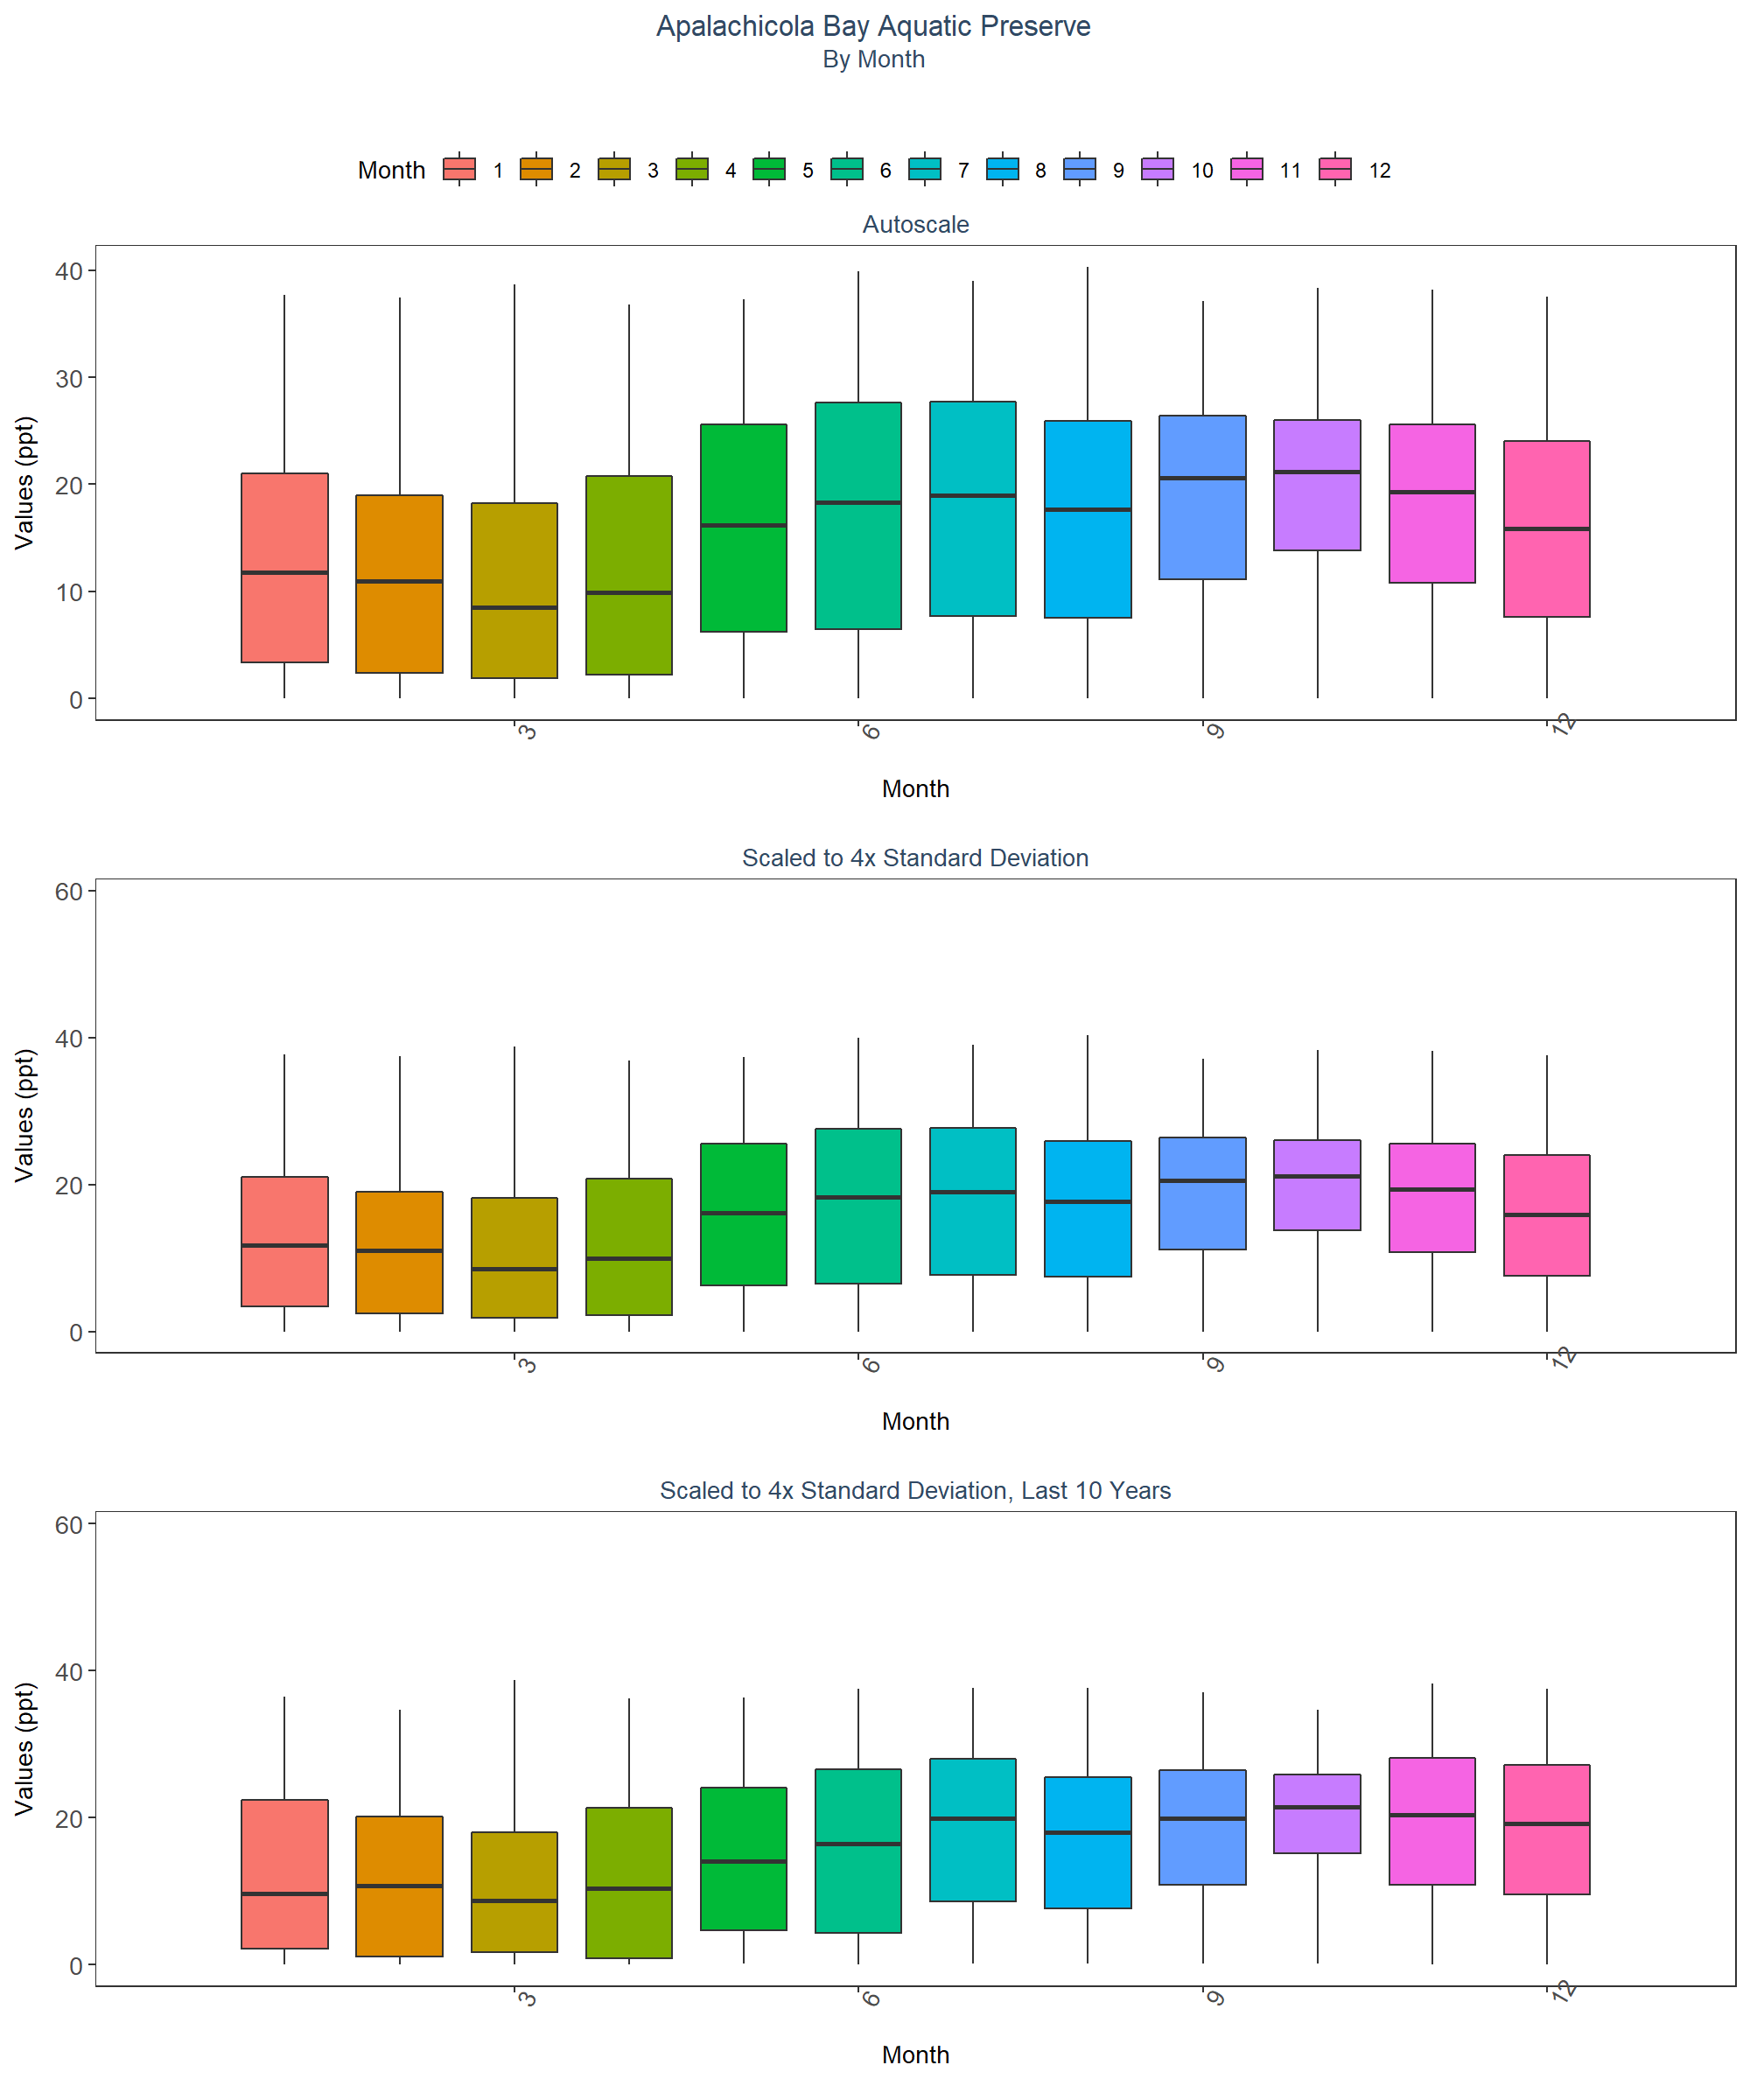 Apalachicola Bay Aquatic Preserve
By Month
Month 1 2 3 4 5 6 7 8 9 10 11 12
Autoscale
40
30
20
10
0
Values (ppt)
3 6 9 12
Month
Scaled to 4x Standard Deviation
60
40
20
0
Values (ppt)
3 6 9 12
Month
Scaled to 4x Standard Deviation, Last 10 Years
60
40
20
0
Values (ppt)
3 6 9 12
Month